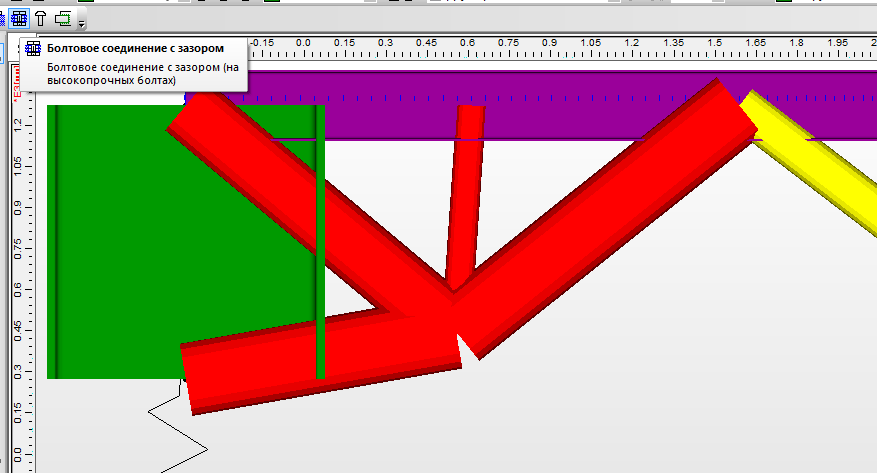 Болтовое соединение с зазором
Болтовое соединение с зазором (на
высокопрочных болтах)
-0.15 0.0 0.15 0.3 0.45 0.6 0.75 0.9 1.05 1.2 1.35 1.5 1.65 1.8 1.95
1.2
1.05
0.9
0.75
0.6
0.45
0.3
0.15
0.0